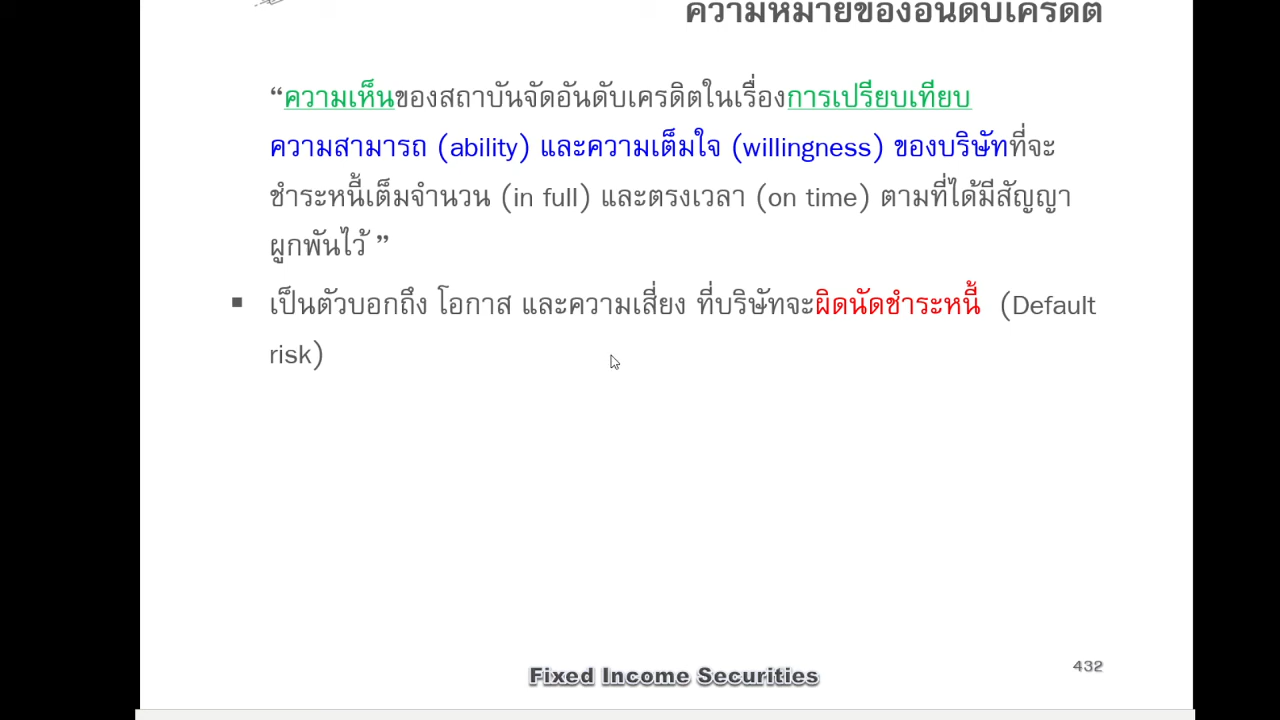 ความหมายของอันดับเครดิต
“ความเห็นของสถาบันจัดอันดับเครดิตในเรื่องการเปรียบเทียบ
ความสามารถ (ability) และความเต็มใจ (willingness) ของบริษัทที่จะ
ชำระหนี้เต็มจำนวน (in full) และตรงเวลา (on time) ตามที่ได้มีสัญญา
ผูกพันไว้ ”
▪ เป็นตัวบอกถึง โอกาส และความเสี่ยง ที่บริษัทจะผิดนัดชำระหนี้ (Default
risk)
Fixed Income Securities
432